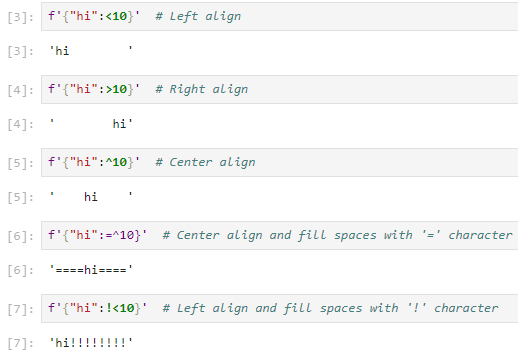 [3]: f'{"hi":<10}'  # Left align
[3]: 'hi        '
[4]: f'{"hi":>10}'  # Right align
[4]: '        hi'
[5]: f'{"hi":^10}'  # Center align
[5]: '    hi    '
[6]: f'{"hi":=^10}'  # Center align and fill spaces with '=' character
[6]: '====hi===='
[7]: f'{"hi":!<10}'  # Left align and fill spaces with '!' character
[7]: 'hi!!!!!!!!'